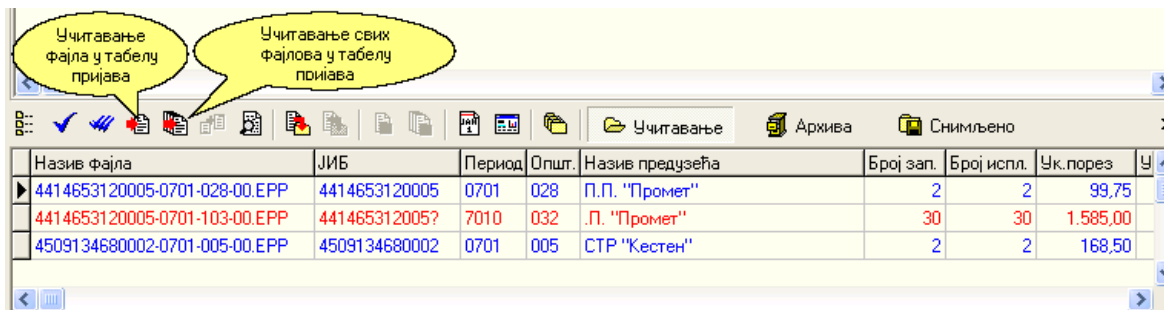 Учитавање
фајла у табелу
пријава
Учитавање свих
фајлова у табелу
пријава
Учитавање Архива Снимљено
Назив фајла ЈИБ Период Општ. Назив предузећа Број зап. Број испл. Ук.порез У
4414653120005-0701-028-00.EPP 4414653120005 0701 028 П.П. "Промет" 2 2 99,75
4414653120005-0701-103-00.EPP 441465312005? 7010 032 .П. "Промет" 30 30 1.585,00
4509134680002-0701-005-00.EPP 4509134680002 0701 005 СТР "Кестен" 2 2 168,50